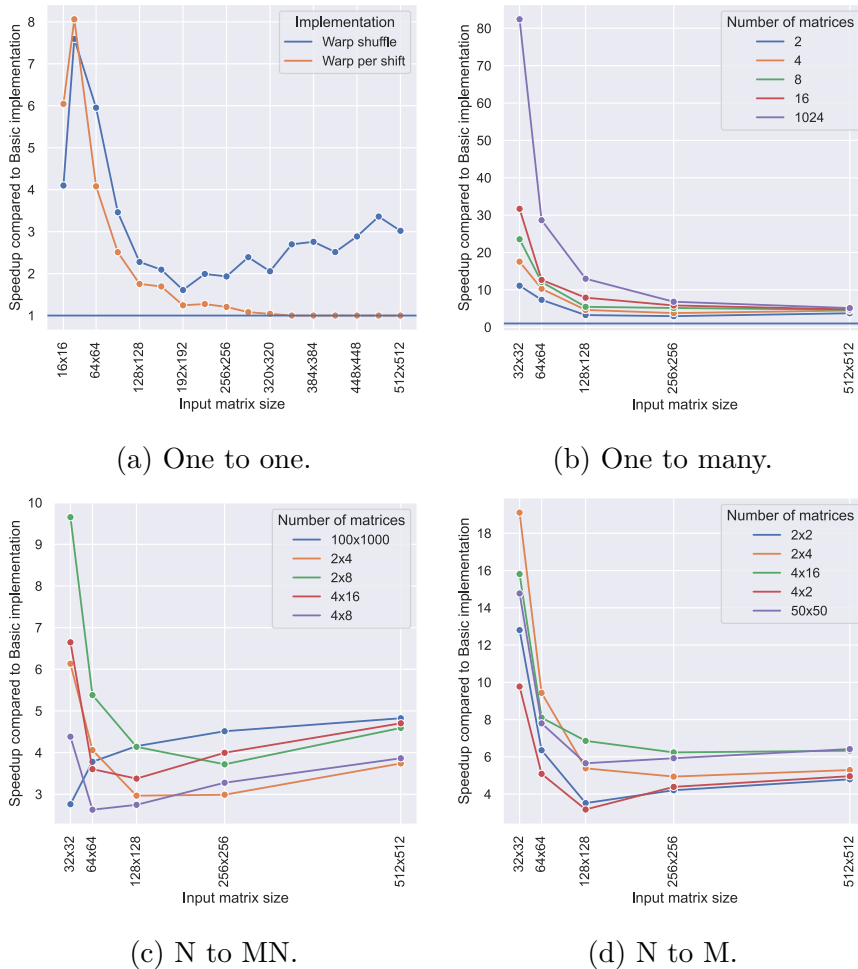 Speedup compared to Basic implementation
8
7
6
5
4
3
2
1
Implementation
Warp shuffle
Warp per shift
16x16
64x64
128x128
192x192
256x256
320x320
384x384
448x448
512x512
Input matrix size
(a) One to one.
Speedup compared to Basic implementation
80
70
60
50
40
30
20
10
0
Number of matrices
2
4
8
16
1024
32x32
64x64
128x128
256x256
512x512
Input matrix size
(b) One to many.
Speedup compared to Basic implementation
10
9
8
7
6
5
4
3
Number of matrices
100x1000
2x4
2x8
4x16
4x8
32x32
64x64
128x128
256x256
512x512
Input matrix size
(c) N to MN.
Speedup compared to Basic implementation
18
16
14
12
10
8
6
4
Number of matrices
2x2
2x4
4x16
4x2
50x50
32x32
64x64
128x128
256x256
512x512
Input matrix size
(d) N to M.